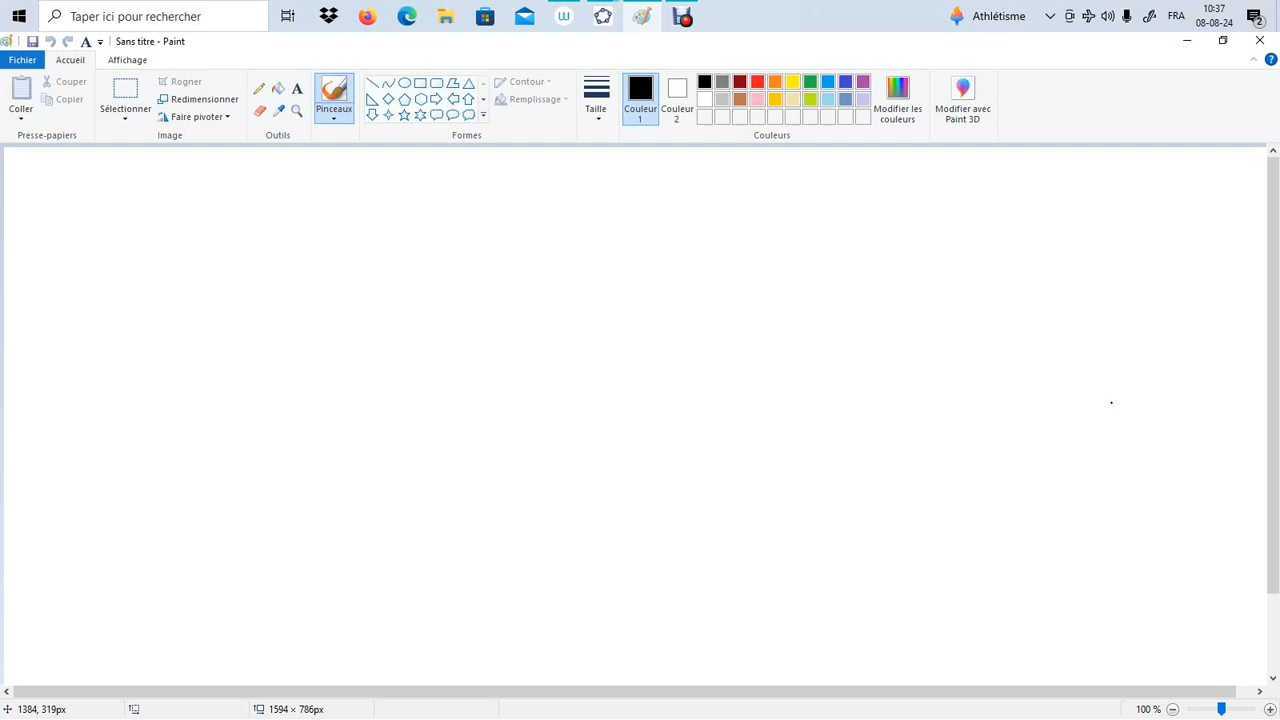 Taper ici pour rechercher
Athlétisme
FRA
10:37
08-08-24
2
Sans titre - Paint
Fichier
Accueil
Affichage
Coller
Couper
Copier
Presse-papiers
Sélectionner
Rogner
Redimensionner
Faire pivoter
Image
A
Outils
Pinceaux
Formes
Contour
Remplissage
Taille
Couleur 1
Couleur 2
Couleurs
Modifier les couleurs
Modifier avec Paint 3D
1384, 319px
1594 × 786px
100 %